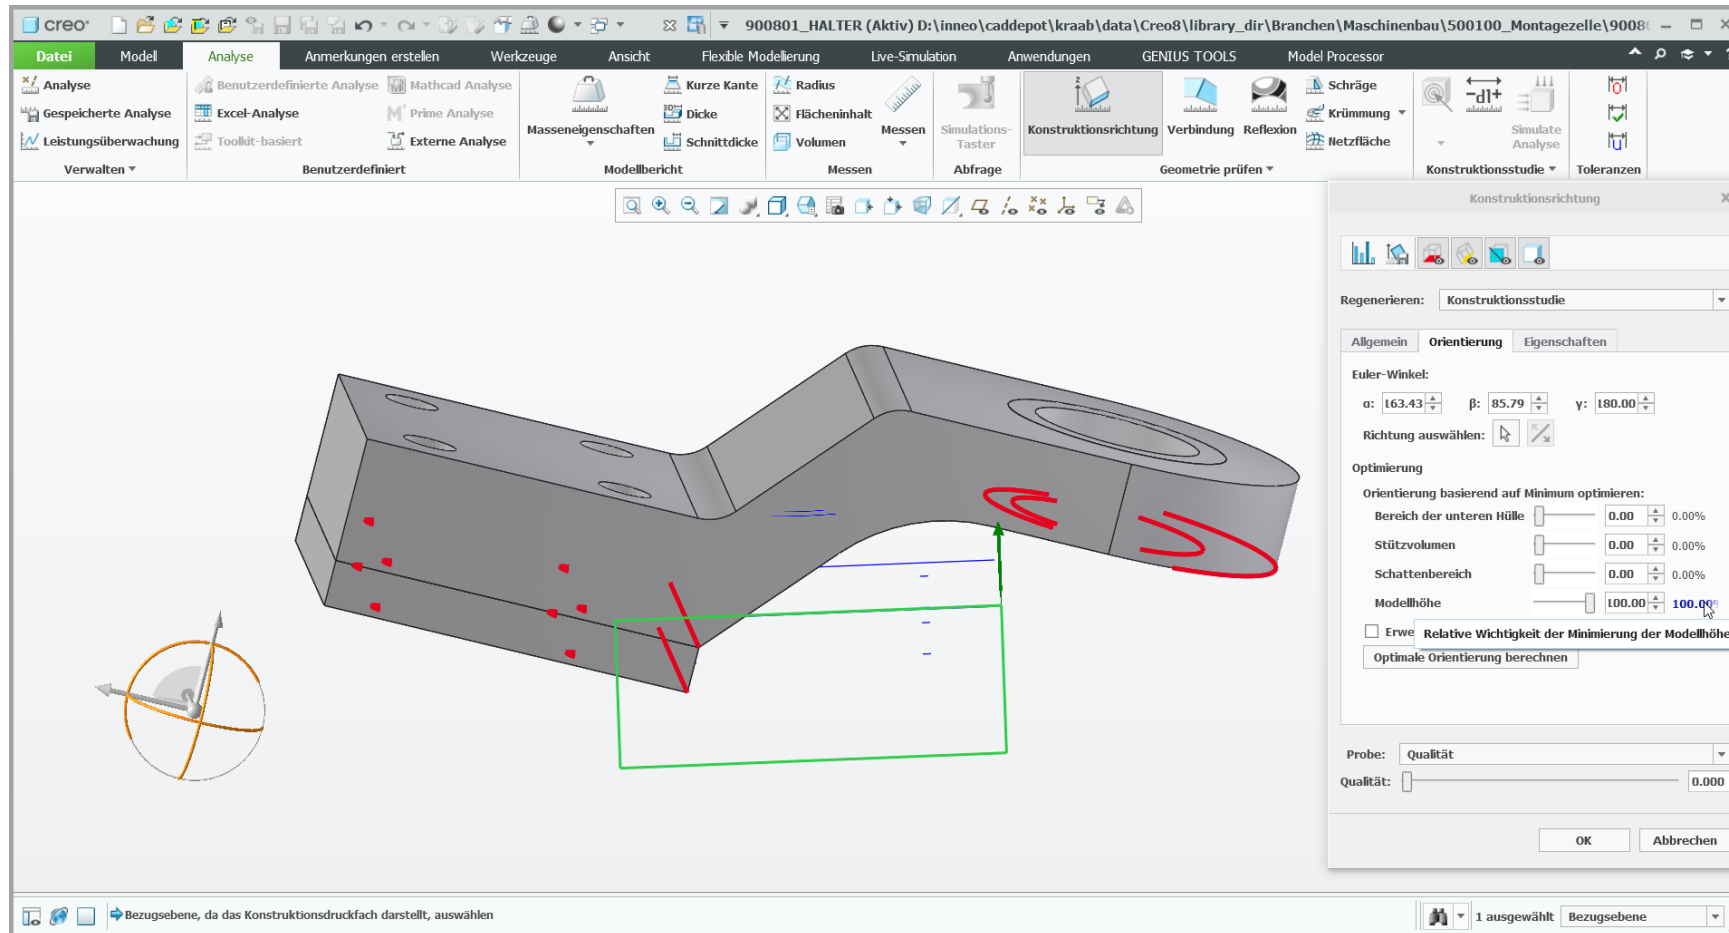 creo° 900801_HALTER (Aktiv) D:\inneo\caddepot\kraab\data\Creo8\library_dir\Branchen\Maschinenbau\500100_Montagezelle\9008
Datei Modell Analyse Anmerkungen erstellen Werkzeuge Ansicht Flexible Modellierung Live-Simulation Anwendungen GENIUS TOOLS Model Processor
Analyse Benutzerdefinierte Analyse Mathcad Analyse Kurze Kante Radius Schräge
Gespeicherte Analyse Excel-Analyse Prime Analyse Dicke Flächeninhalt Krümmung
Masseneigenschaften Messen Simulations-Taster Konstruktionsrichtung Verbindung Reflexion Simulate Analyse
Leistungsüberwachung Toolkit-basiert Externe Analyse Schnittdicke Volumen Netzfläche
Verwalten Benutzerdefiniert Modellbericht Messen Abfrage Geometrie prüfen Konstruktionsstudie Toleranzen
Konstruktionsrichtung
Regenerieren: Konstruktionsstudie
Allgemein Orientierung Eigenschaften
Euler-Winkel:
α: 163.43 β: 85.79 γ: 180.00
Richtung auswählen:
Optimierung
Orientierung basierend auf Minimum optimieren:
Bereich der unteren Hülle 0.00 0.00%
Stützvolumen 0.00 0.00%
Schattenbereich 0.00 0.00%
Modellhöhe 100.00 100.00%
Erwe Relative Wichtigkeit der Minimierung der Modellhöhe
Optimale Orientierung berechnen
Probe: Qualität
Qualität: 0.000
OK Abbrechen
Bezugsebene, da das Konstruktionsdruckfach darstellt, auswählen 1 ausgewählt Bezugsebene